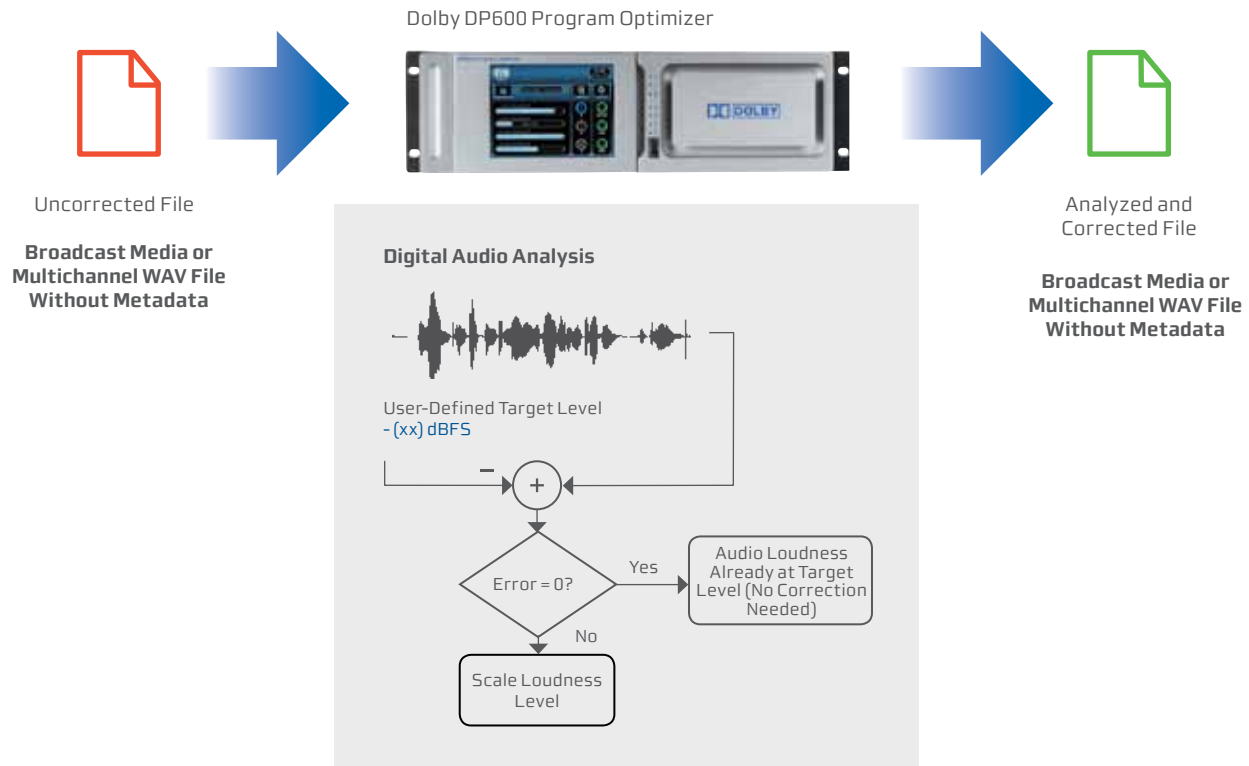 Dolby DP600 Program Optimizer
DOLBY
Uncorrected File
Broadcast Media or
Multichannel WAV File
Without Metadata
Analyzed and
Corrected File
Broadcast Media or
Multichannel WAV File
Without Metadata
Digital Audio Analysis
User-Defined Target Level
- (xx) dBFS
−
+
Error = 0?
Yes
Audio Loudness
Already at Target
Level (No Correction
Needed)
No
Scale Loudness
Level